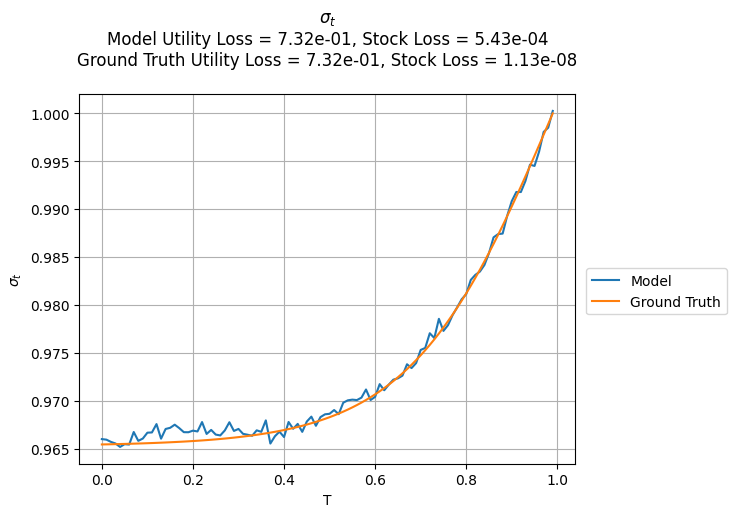 σₜ
Model Utility Loss = 7.32e-01, Stock Loss = 5.43e-04
Ground Truth Utility Loss = 7.32e-01, Stock Loss = 1.13e-08
1.000
0.995
0.990
0.985
0.980
0.975
0.970
0.965
σₜ
0.0 0.2 0.4 0.6 0.8 1.0
T
Model
Ground Truth